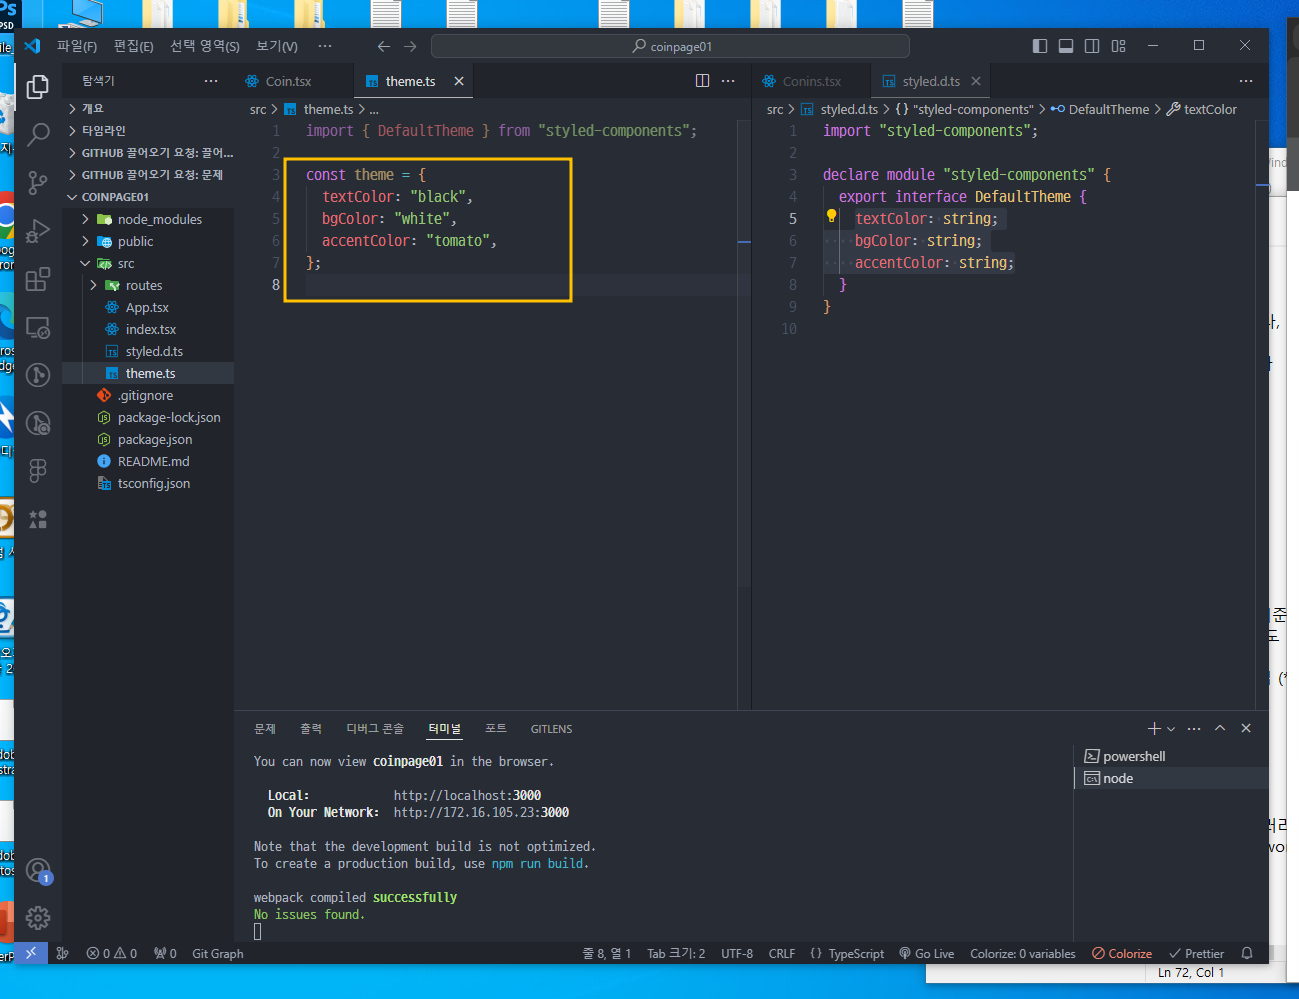 파일(F) 편집(E) 선택 영역(S) 보기(V) ··· coinpage01
탐색기 ···
개요
타임라인
GITHUB 끌어오기 요청: 끌어...
GITHUB 끌어오기 요청: 문제
COINPAGE01
node_modules
public
src
routes
App.tsx
index.tsx
styled.d.ts
theme.ts
.gitignore
package-lock.json
package.json
README.md
tsconfig.json
Coin.tsx theme.ts
src > theme.ts > ...
1 import { DefaultTheme } from "styled-components";
2
3 const theme = {
4 textColor: "black",
5 bgColor: "white",
6 accentColor: "tomato",
7 };
8
Conins.tsx styled.d.ts
src > styled.d.ts > {} "styled-components" > DefaultTheme > textColor
1 import "styled-components";
2
3 declare module "styled-components" {
4 export interface DefaultTheme {
5 textColor: string;
6 bgColor: string;
7 accentColor: string;
8 }
9 }
10
문제 출력 디버그 콘솔 터미널 포트 GITLENS
You can now view coinpage01 in the browser.
Local: http://localhost:3000
On Your Network: http://172.16.105.23:3000
Note that the development build is not optimized.
To create a production build, use npm run build.
webpack compiled successfully
No issues found.
powershell
node
1
0 0 0 Git Graph 줄 8, 열 1 Tab 크기: 2 UTF-8 CRLF {} TypeScript Go Live Colorize: 0 variables Colorize Prettier
Ln 72, Col 1